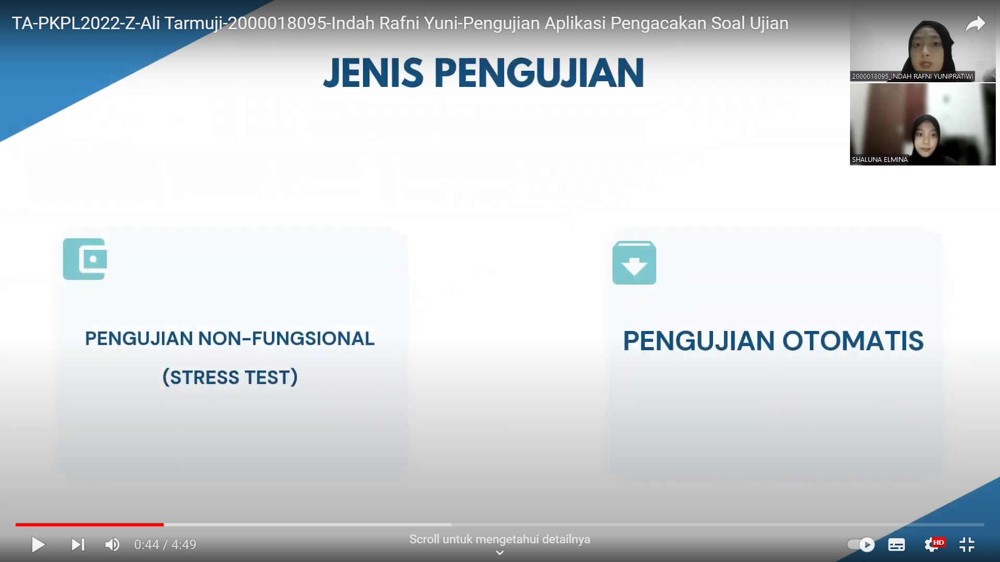 TA-PKPL2022-Z-Ali Tarmuji-2000018095-Indah Rafni Yuni-Pengujian Aplikasi Pengacakan Soal Ujian
JENIS PENGUJIAN
2000018095_INDAH RAFNI YUNIPRATIWI
SHALUNA ELMINA
PENGUJIAN NON-FUNGSIONAL
(STRESS TEST)
PENGUJIAN OTOMATIS
0:44 / 4:49
Scroll untuk mengetahui detailnya
HD